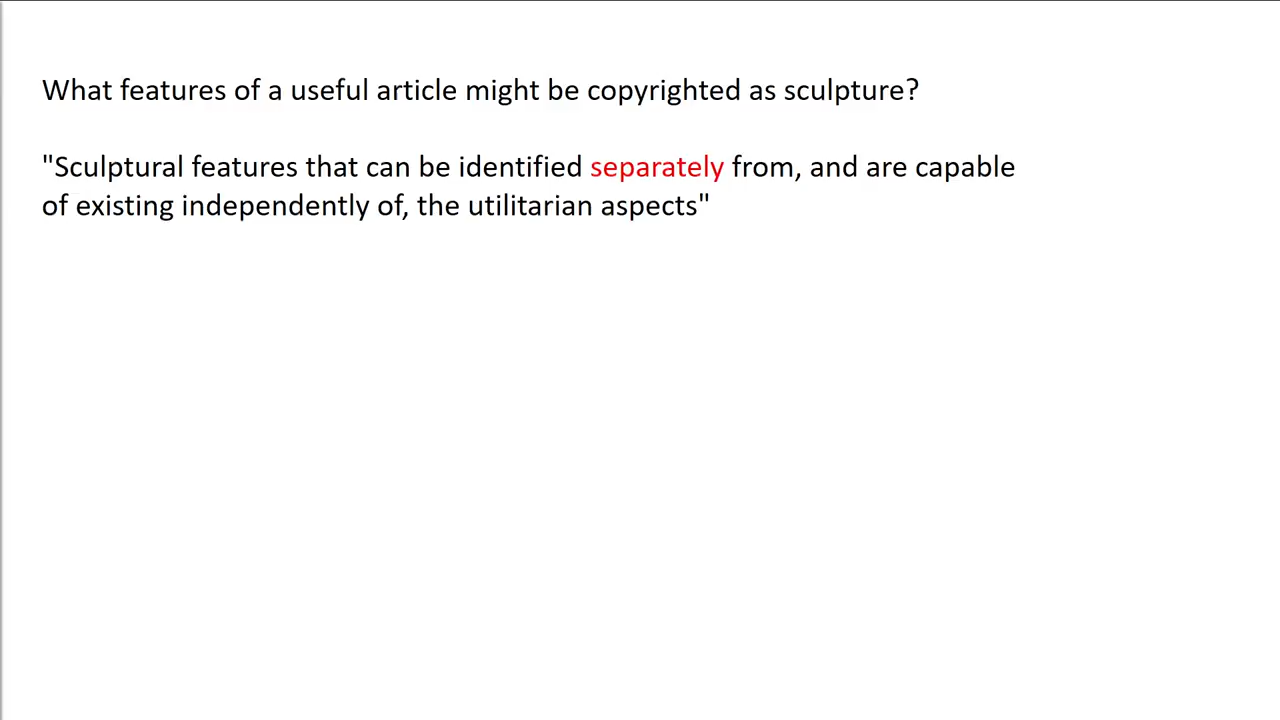 What features of a useful article might be copyrighted as sculpture?
"Sculptural features that can be identified separately from, and are capable
of existing independently of, the utilitarian aspects"